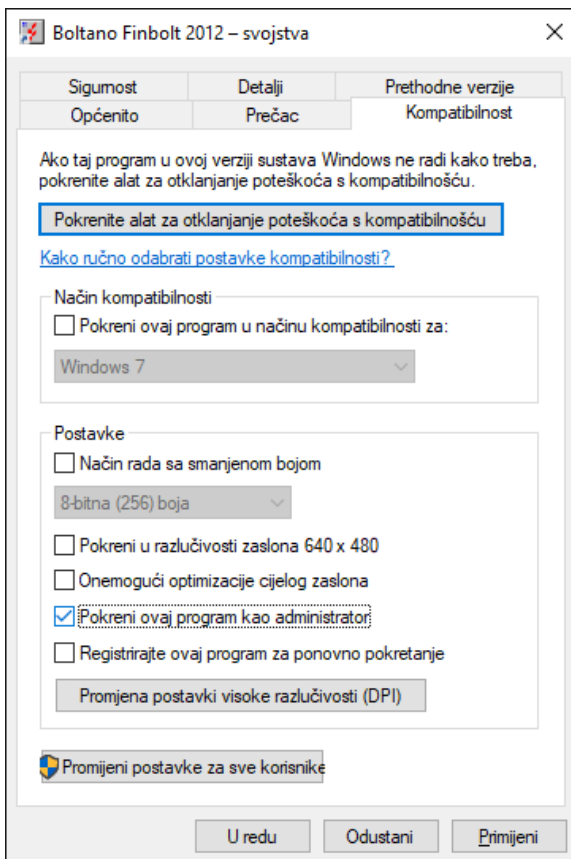 Boltano Finbolt 2012 – svojstva
Sigurnost Detalji Prethodne verzije
Općenito Prečac Kompatibilnost
Ako taj program u ovoj verziji sustava Windows ne radi kako treba,
pokrenite alat za otklanjanje poteškoća s kompatibilnošću.
Pokrenite alat za otklanjanje poteškoća s kompatibilnošću
Kako ručno odabrati postavke kompatibilnosti?
Način kompatibilnosti
Pokreni ovaj program u načinu kompatibilnosti za:
Windows 7
Postavke
Način rada sa smanjenom bojom
8-bitna (256) boja
Pokreni u razlučivosti zaslona 640 x 480
Onemogući optimizacije cijelog zaslona
Pokreni ovaj program kao administrator
Registrirajte ovaj program za ponovno pokretanje
Promjena postavki visoke razlučivosti (DPI)
Promijeni postavke za sve korisnike
U redu Odustani Primijeni